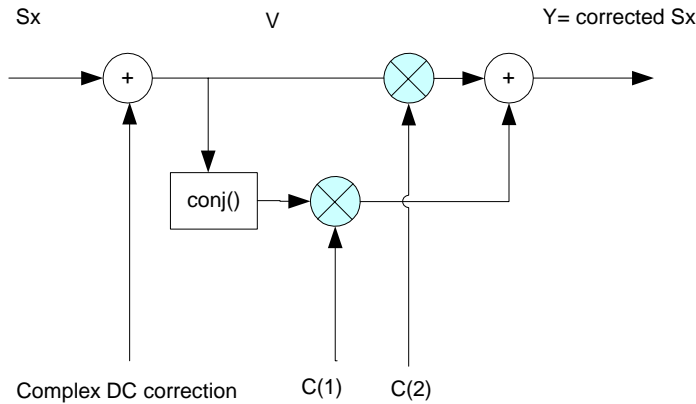 Sx
V
Y= corrected Sx
+
+
conj()
Complex DC correction
C(1)
C(2)